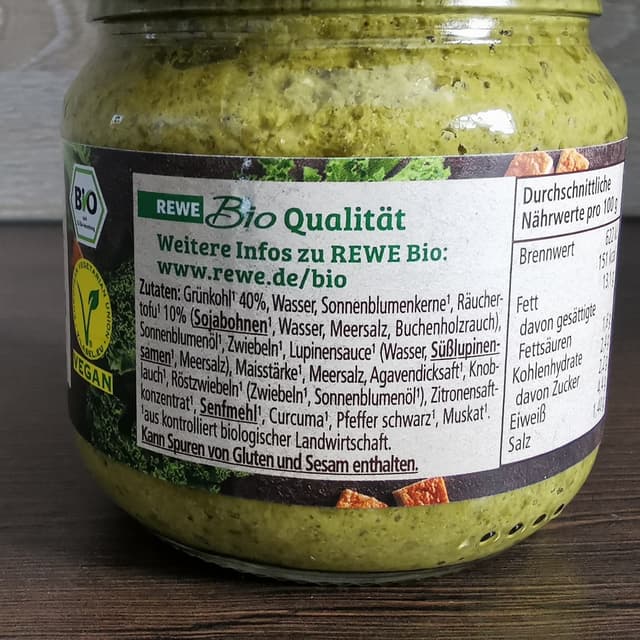 BIO
VEGETARIAN UNION
VEGAN
REWE Bio Qualität
Weitere Infos zu REWE Bio:
www.rewe.de/bio
Zutaten: Grünkohl¹ 40%, Wasser, Sonnenblumenkerne¹, Räucher-
tofu¹ 10% (Sojabohnen¹, Wasser, Meersalz, Buchenholzrauch),
Sonnenblumenöl¹, Zwiebeln¹, Lupinensauce¹ (Wasser, Süßlupinen-
samen¹, Meersalz), Maisstärke¹, Meersalz, Agavendicksaft¹, Knob-
lauch¹, Röstzwiebeln¹ (Zwiebeln¹, Sonnenblumenöl¹), Zitronensaft-
konzentrat¹, Senfmehl¹, Curcuma¹, Pfeffer schwarz¹, Muskat¹.
¹aus kontrolliert biologischer Landwirtschaft.
Kann Spuren von Gluten und Sesam enthalten.
Durchschnittliche
Nährwerte pro 100 g
Brennwert
Fett
davon gesättigte
Fettsäuren
Kohlenhydrate
davon Zucker
Eiweiß
Salz